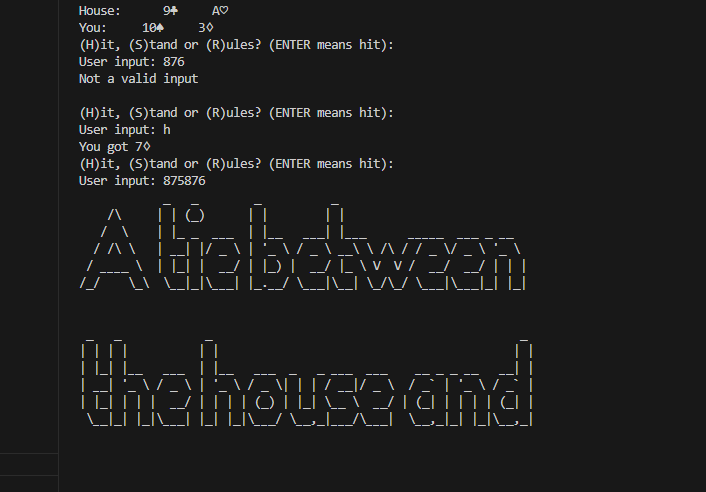 House: 9♣ A♡
You: 10♠ 3◊
(H)it, (S)tand or (R)ules? (ENTER means hit):
User input: 876
Not a valid input
(H)it, (S)tand or (R)ules? (ENTER means hit):
User input: h
You got 7◊
(H)it, (S)tand or (R)ules? (ENTER means hit):
User input: 875876
A tie between
the house and